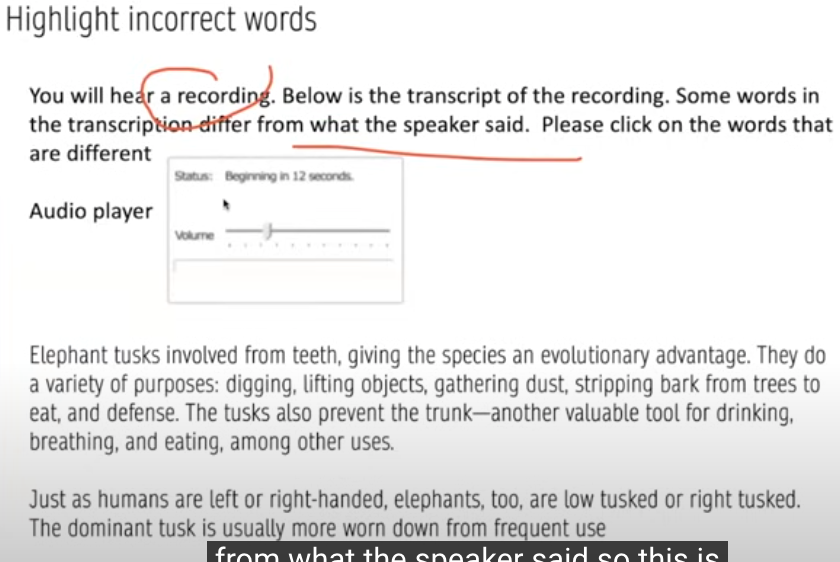 Highlight incorrect words
You will hear a recording. Below is the transcript of the recording. Some words in
the transcription differ from what the speaker said. Please click on the words that
are different
Status: Beginning in 12 seconds.
Audio player
Volume
Elephant tusks involved from teeth, giving the species an evolutionary advantage. They do
a variety of purposes: digging, lifting objects, gathering dust, stripping bark from trees to
eat, and defense. The tusks also prevent the trunk—another valuable tool for drinking,
breathing, and eating, among other uses.
Just as humans are left or right-handed, elephants, too, are low tusked or right tusked.
The dominant tusk is usually more worn down from frequent use
from what the speaker said so this is